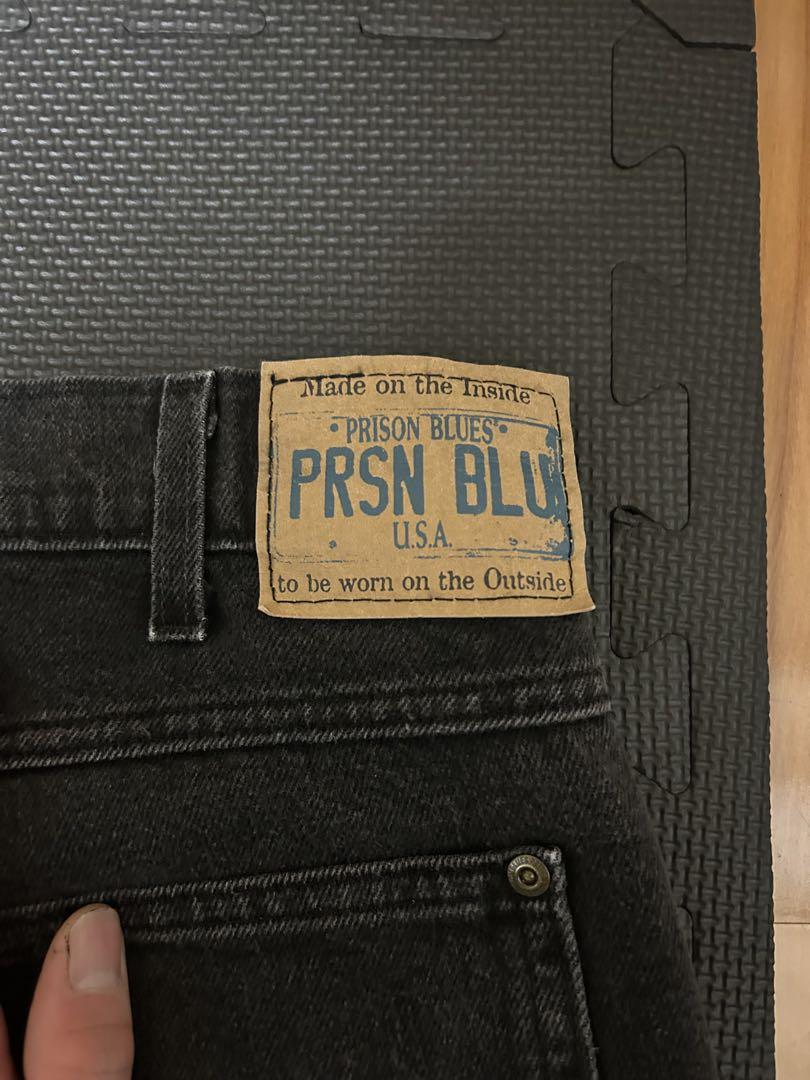 Made on the Inside
• PRISON BLUES •
PRSN BLU
U.S.A.
to be worn on the Outside